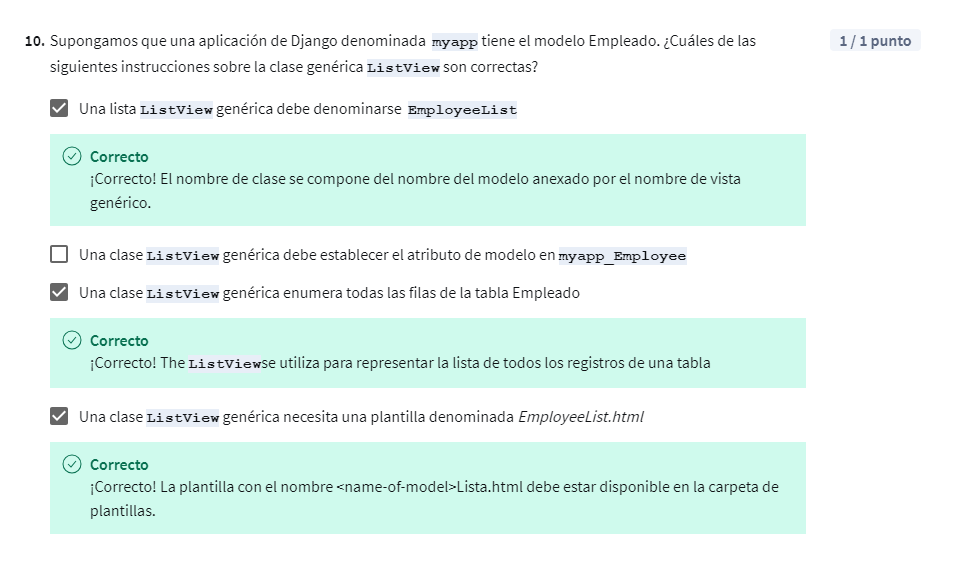 10. Supongamos que una aplicación de Django denominada myapp tiene el modelo Empleado. ¿Cuáles de las
1 / 1 punto
siguientes instrucciones sobre la clase genérica ListView son correctas?
Una lista ListView genérica debe denominarse EmployeeList
Correcto
¡Correcto! El nombre de clase se compone del nombre del modelo anexado por el nombre de vista
genérico.
Una clase ListView genérica debe establecer el atributo de modelo en myapp_Employee
Una clase ListView genérica enumera todas las filas de la tabla Empleado
Correcto
¡Correcto! The ListViewse utiliza para representar la lista de todos los registros de una tabla
Una clase ListView genérica necesita una plantilla denominada EmployeeList.html
Correcto
¡Correcto! La plantilla con el nombre <name-of-model>Lista.html debe estar disponible en la carpeta de
plantillas.